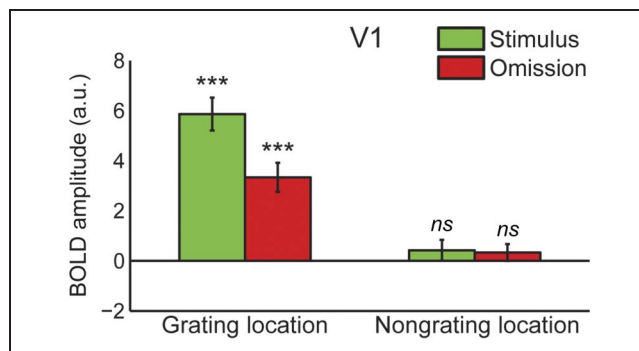 V1
Stimulus
Omission
BOLD amplitude (a.u.)
8
6
4
2
0
−2
***
***
ns
ns
Grating location
Nongrating location